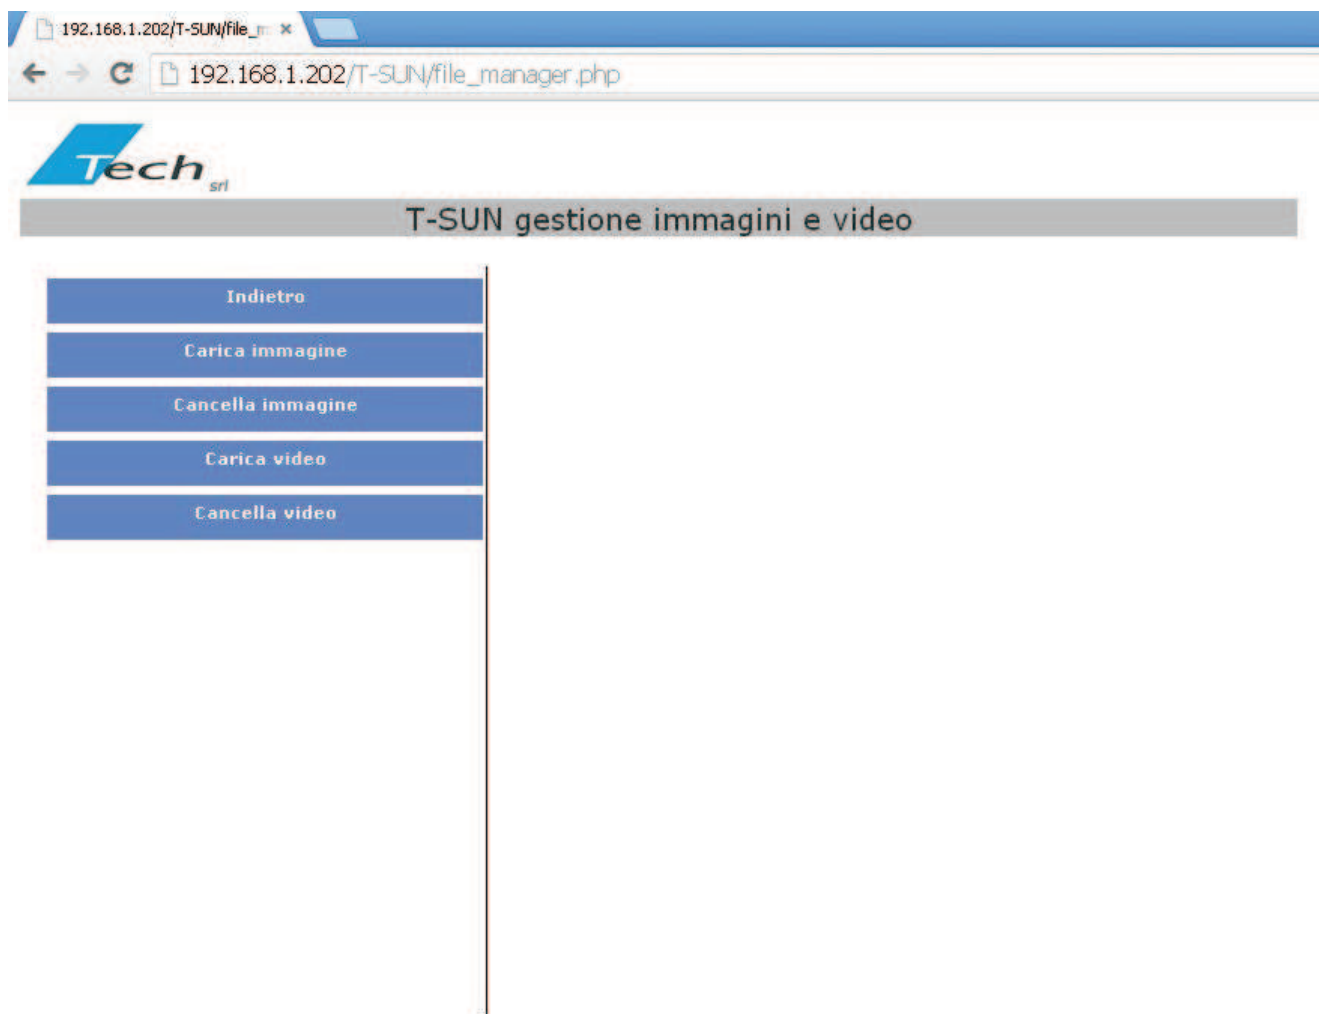 192.168.1.202/T-SUN/file_m
192.168.1.202/T-SUN/file_manager.php
Tech srl
T-SUN gestione immagini e video
Indietro
Carica immagine
Cancella immagine
Carica video
Cancella video